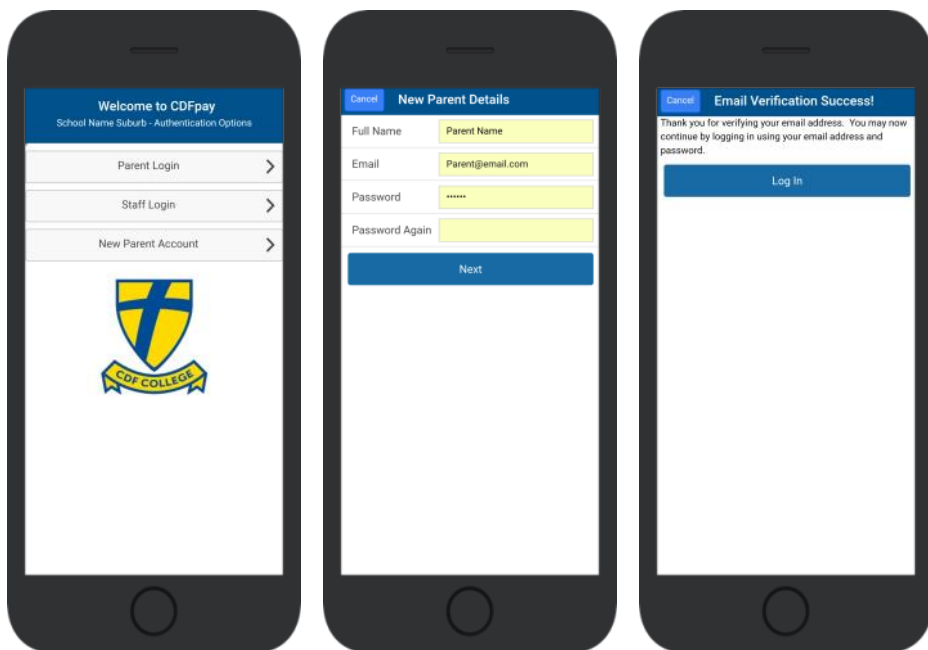 Welcome to CDFpay
School Name Suburb - Authentication Options
Parent Login
Staff Login
New Parent Account
CDF COLLEGE
Cancel New Parent Details
Full Name Parent Name
Email Parent@email.com
Password ······
Password Again
Next
Cancel Email Verification Success!
Thank you for verifying your email address. You may now
continue by logging in using your email address and
password.
Log In